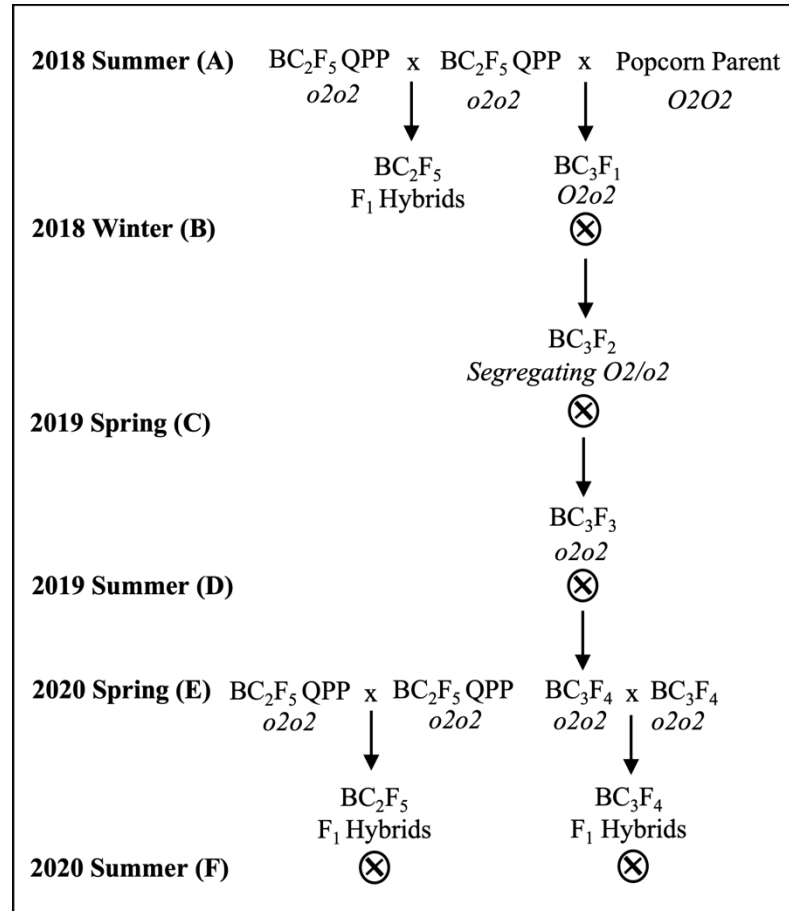 2018 Summer (A) BC₂F₅ QPP x BC₂F₅ QPP x Popcorn Parent
o2o2 o2o2 O2O2
BC₂F₅ BC₃F₁
F₁ Hybrids O2o2
2018 Winter (B)
BC₃F₂
Segregating O2/o2
2019 Spring (C)
BC₃F₃
o2o2
2019 Summer (D)
2020 Spring (E) BC₂F₅ QPP x BC₂F₅ QPP BC₃F₄ x BC₃F₄
o2o2 o2o2 o2o2 o2o2
BC₂F₅ BC₃F₄
F₁ Hybrids F₁ Hybrids
2020 Summer (F)